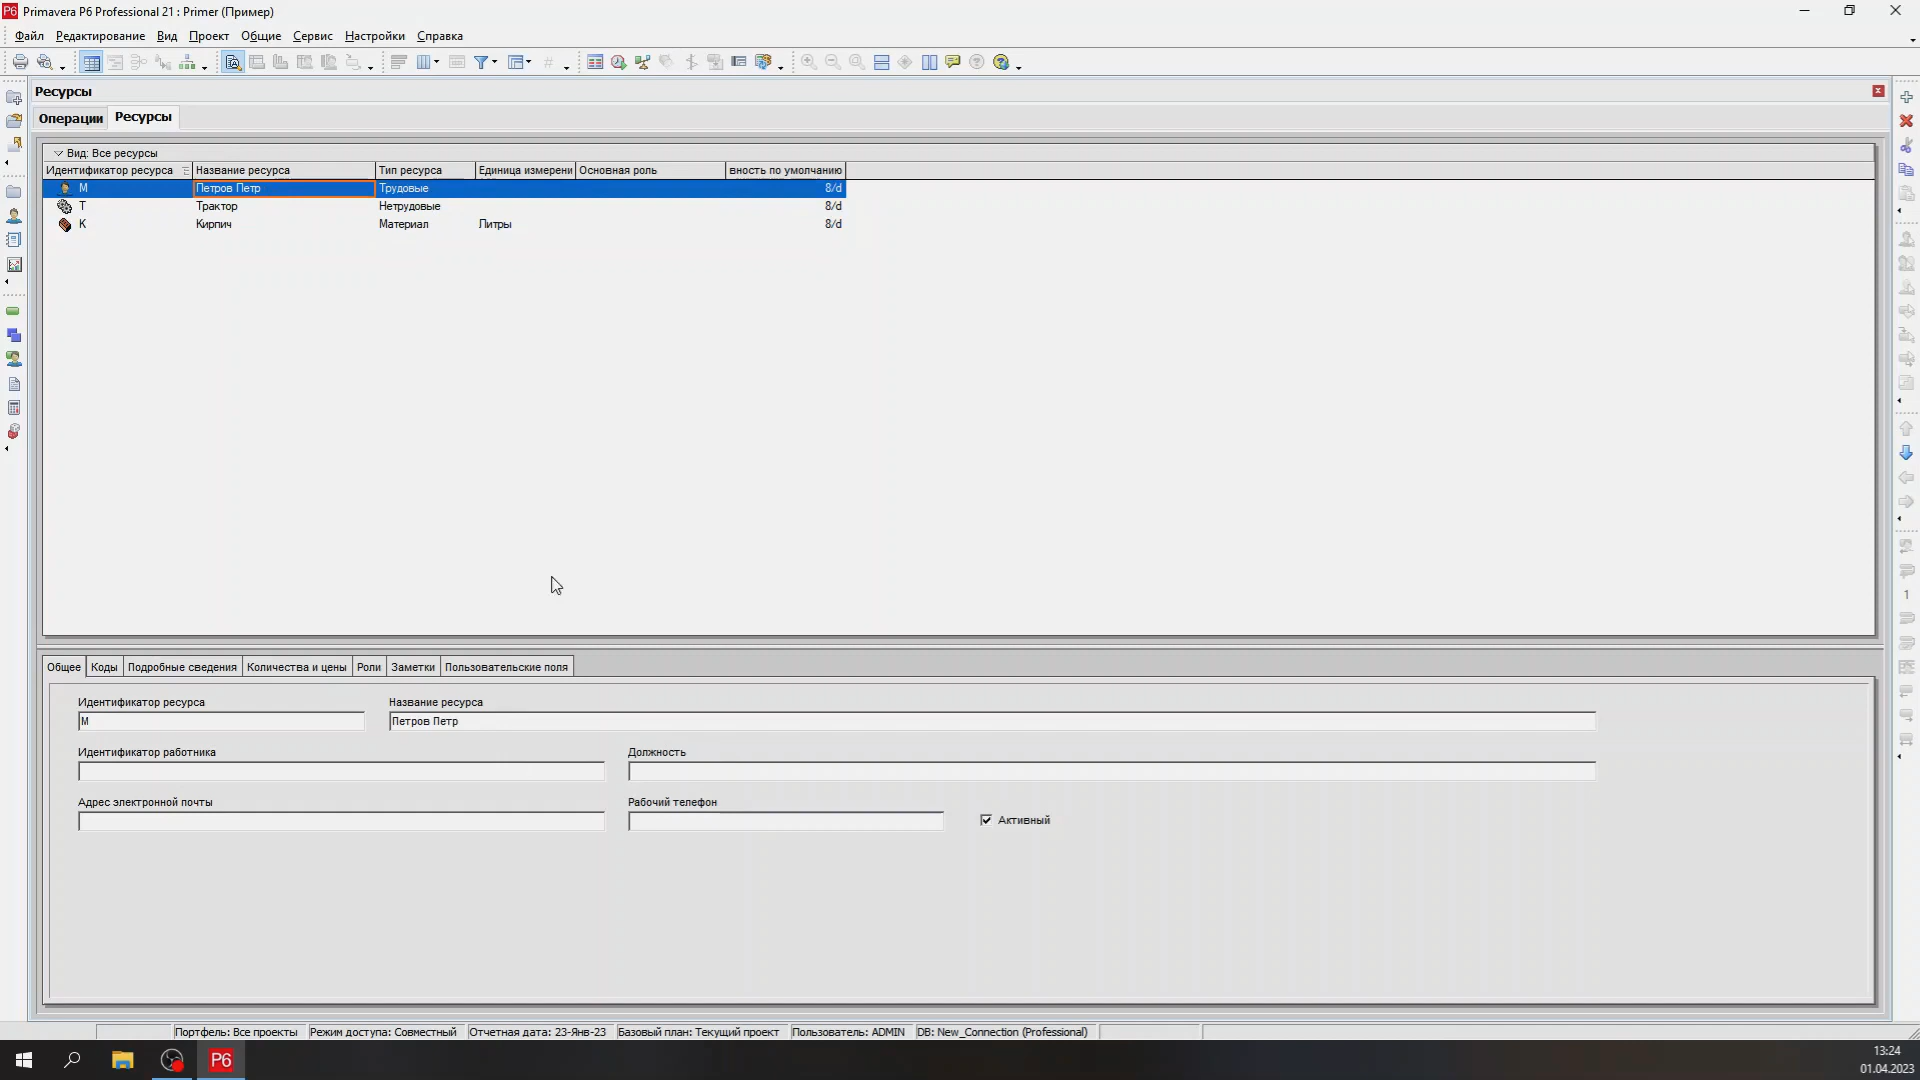 P6 Primavera P6 Professional 21 : Primer (Пример)
Файл Редактирование Вид Проект Общие Сервис Настройки Справка
Ресурсы
Операции Ресурсы
Вид: Все ресурсы
Идентификатор ресурса Название ресурса Тип ресурса Единица измерени Основная роль вность по умолчанию
М Петров Петр Трудовые 8/d
Т Трактор Нетрудовые 8/d
К Кирпич Материал Литры 8/d
1
Общее Коды Подробные сведения Количества и цены Роли Заметки Пользовательские поля
Идентификатор ресурса Название ресурса
М Петров Петр
Идентификатор работника Должность
Адрес электронной почты Рабочий телефон
Активный
Портфель: Все проекты Режим доступа: Совместный Отчетная дата: 23-Янв-23 Базовый план: Текущий проект Пользователь: ADMIN DB: New_Connection (Professional)
P6
13:24
01.04.2023